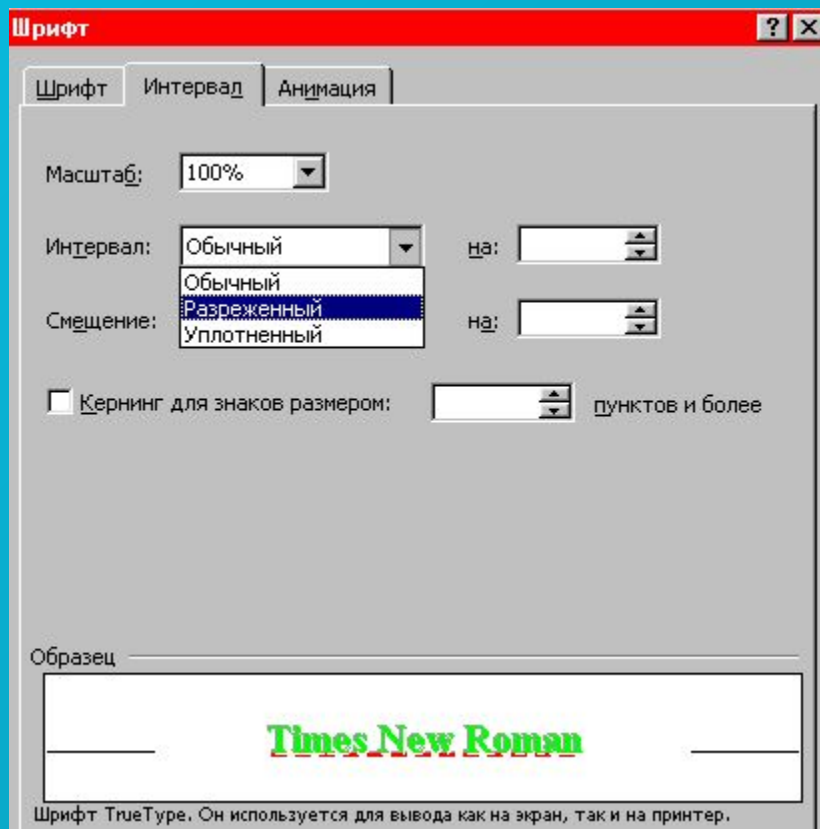 Шрифт
Шрифт Интервал Анимация
Масштаб: 100%
Интервал: Обычный на:
Обычный
Разреженный
Смещение: на:
Уплотненный
Кернинг для знаков размером: пунктов и более
Образец
Times New Roman
Шрифт TrueType. Он используется для вывода как на экран, так и на принтер.